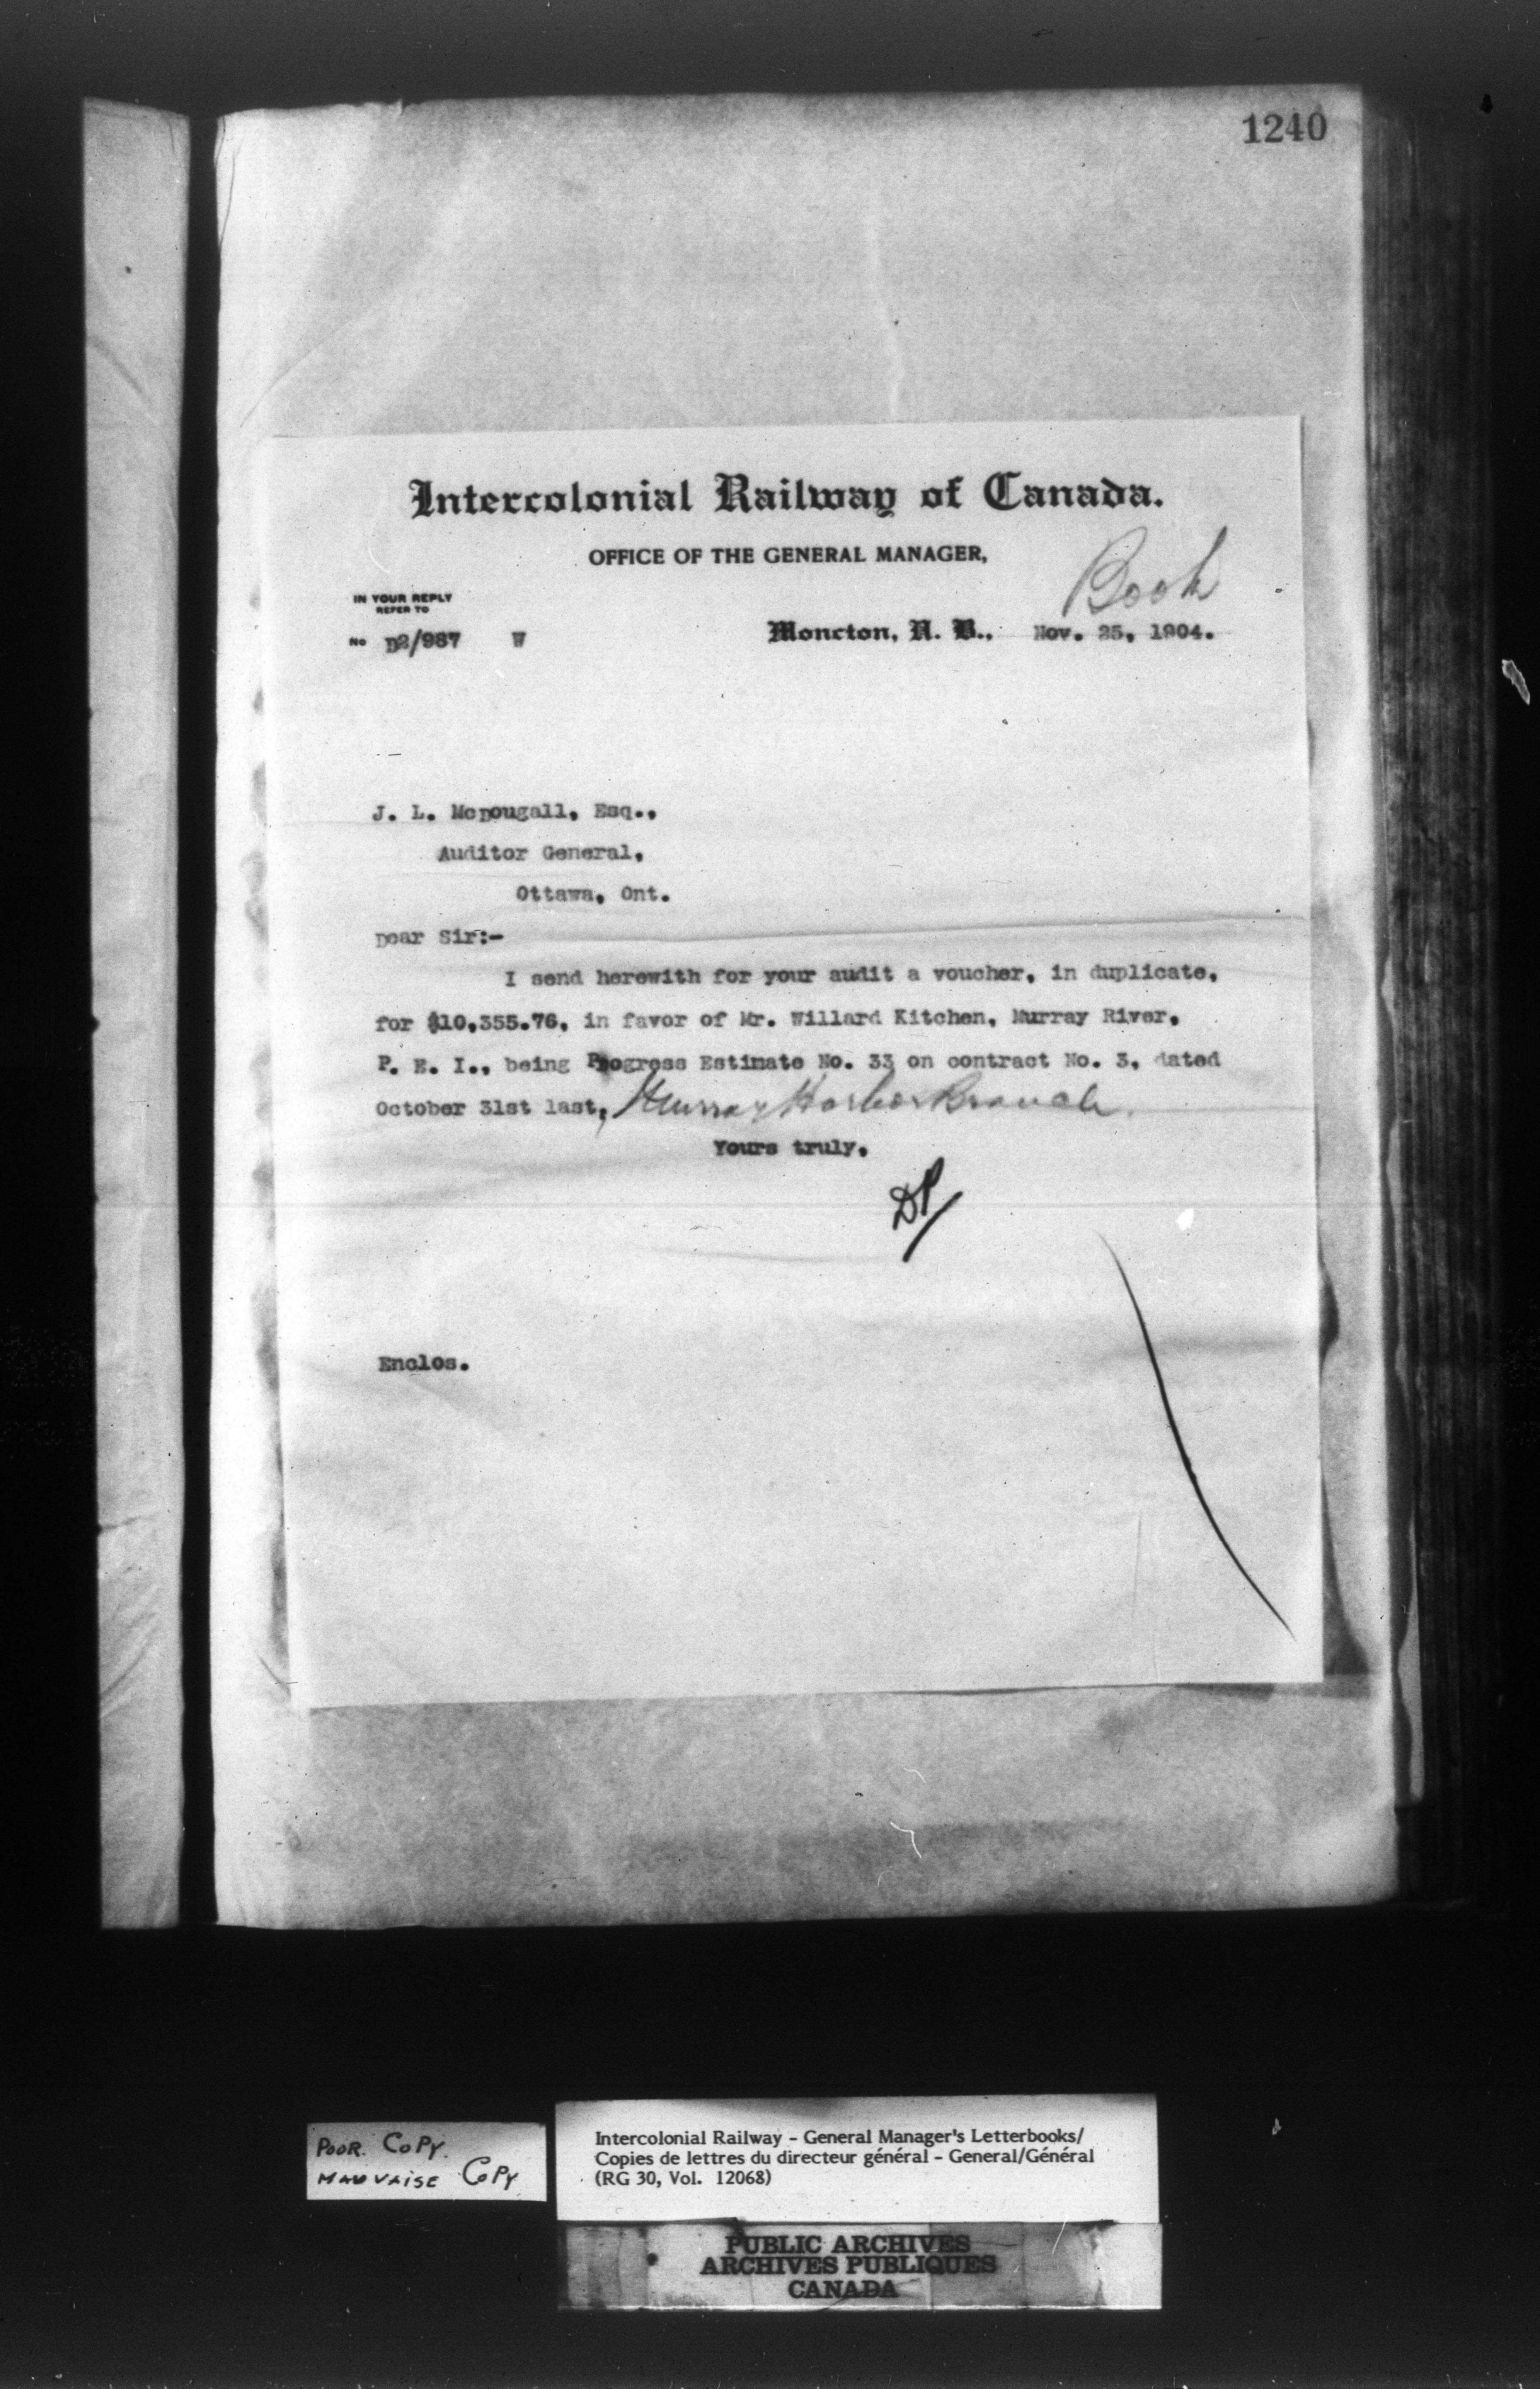 1240
Intercolonial Railway of Canada.
OFFICE OF THE GENERAL MANAGER,
Book
IN YOUR REPLY
REFER TO
No D2/987 W
Moncton, N. B., Nov. 25, 1904.
J. L. McDougall, Esq.,
Auditor General,
Ottawa, Ont.
Dear Sir:-
I send herewith for your audit a voucher, in duplicate,
for $10,355.76, in favor of Mr. Willard Kitchen, Murray River,
P. E. I., being Progress Estimate No. 33 on contract No. 3, dated
October 31st last, Murray Harbor Branch.
Yours truly,
DP
Enclos.
POOR COPY.
MAUVAISE COPY
Intercolonial Railway - General Manager's Letterbooks/
Copies de lettres du directeur général - General/Général
(RG 30, Vol. 12068)
PUBLIC ARCHIVES
ARCHIVES PUBLIQUES
CANADA